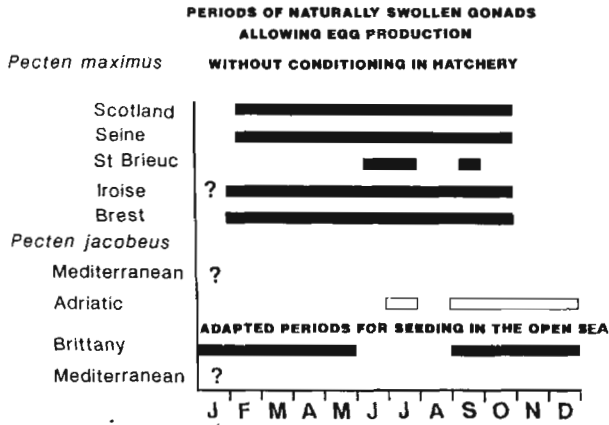 PERIODS OF NATURALLY SWOLLEN GONADS
ALLOWING EGG PRODUCTION
Pecten maximus WITHOUT CONDITIONING IN HATCHERY
Scotland
Seine
St Brieuc
Iroise ?
Brest
Pecten jacobeus
Mediterranean ?
Adriatic
ADAPTED PERIODS FOR SEEDING IN THE OPEN SEA
Brittany
Mediterranean ?
J F M A M J J A S O N D